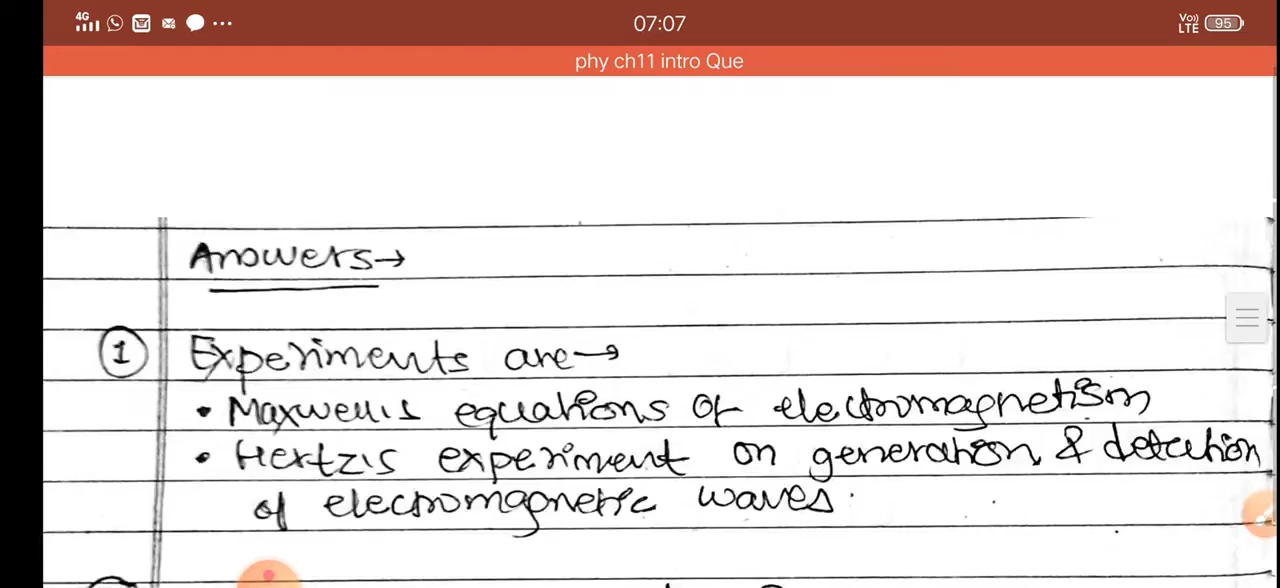 4G 07:07 Vo)) LTE 95
phy ch11 intro Que
Answers→
1 Experiments are→
• Maxwell's equations of electromagnetism
• Hertz's experiment on generation & detection
of electromagnetic waves.